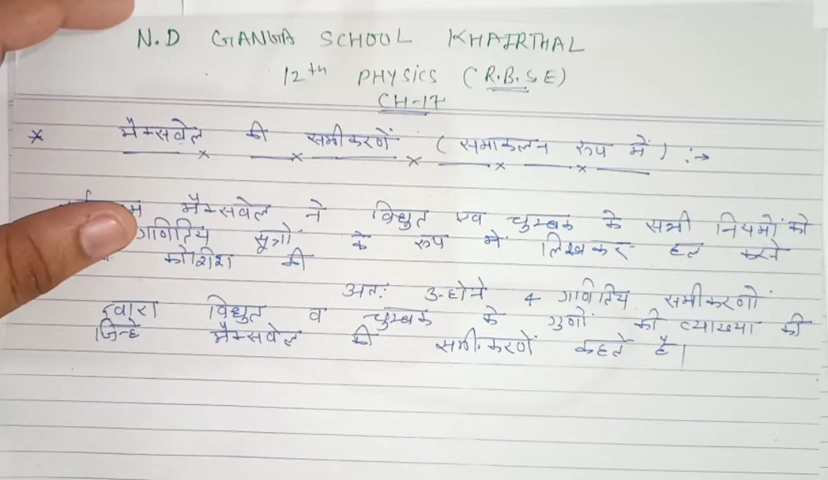 N.D GANGA SCHOOL KHAIRTHAL
12th PHYSICS (R.B.S.E)
CH-17
* मैक्सवेल की समीकरणें (समाकलन रूप में) :→
मैक्सवेल ने विधुत एवं चुम्बक के सभी नियमों को
गणितिय सूत्रों के रूप में लिखकर हल करने
कोशिश की
अतः उन्होंने 4 गणितिय समीकरणों
द्वारा विधुत व चुम्बक के गुणों की व्याख्या की
जिन्हे मैक्सवेल की समीकरणें कहते है।